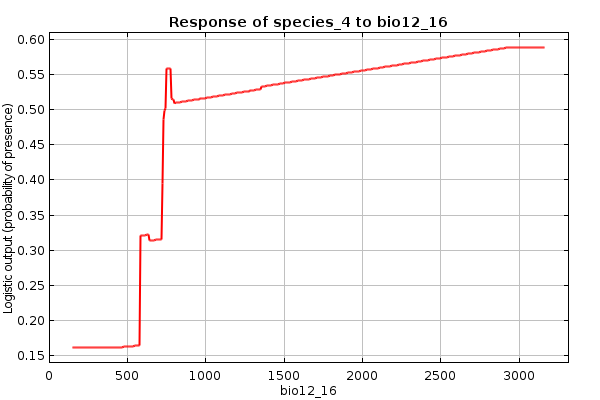 Response of species_4 to bio12_16
Logistic output (probability of presence)
0.60
0.55
0.50
0.45
0.40
0.35
0.30
0.25
0.20
0.15
0 500 1000 1500 2000 2500 3000
bio12_16